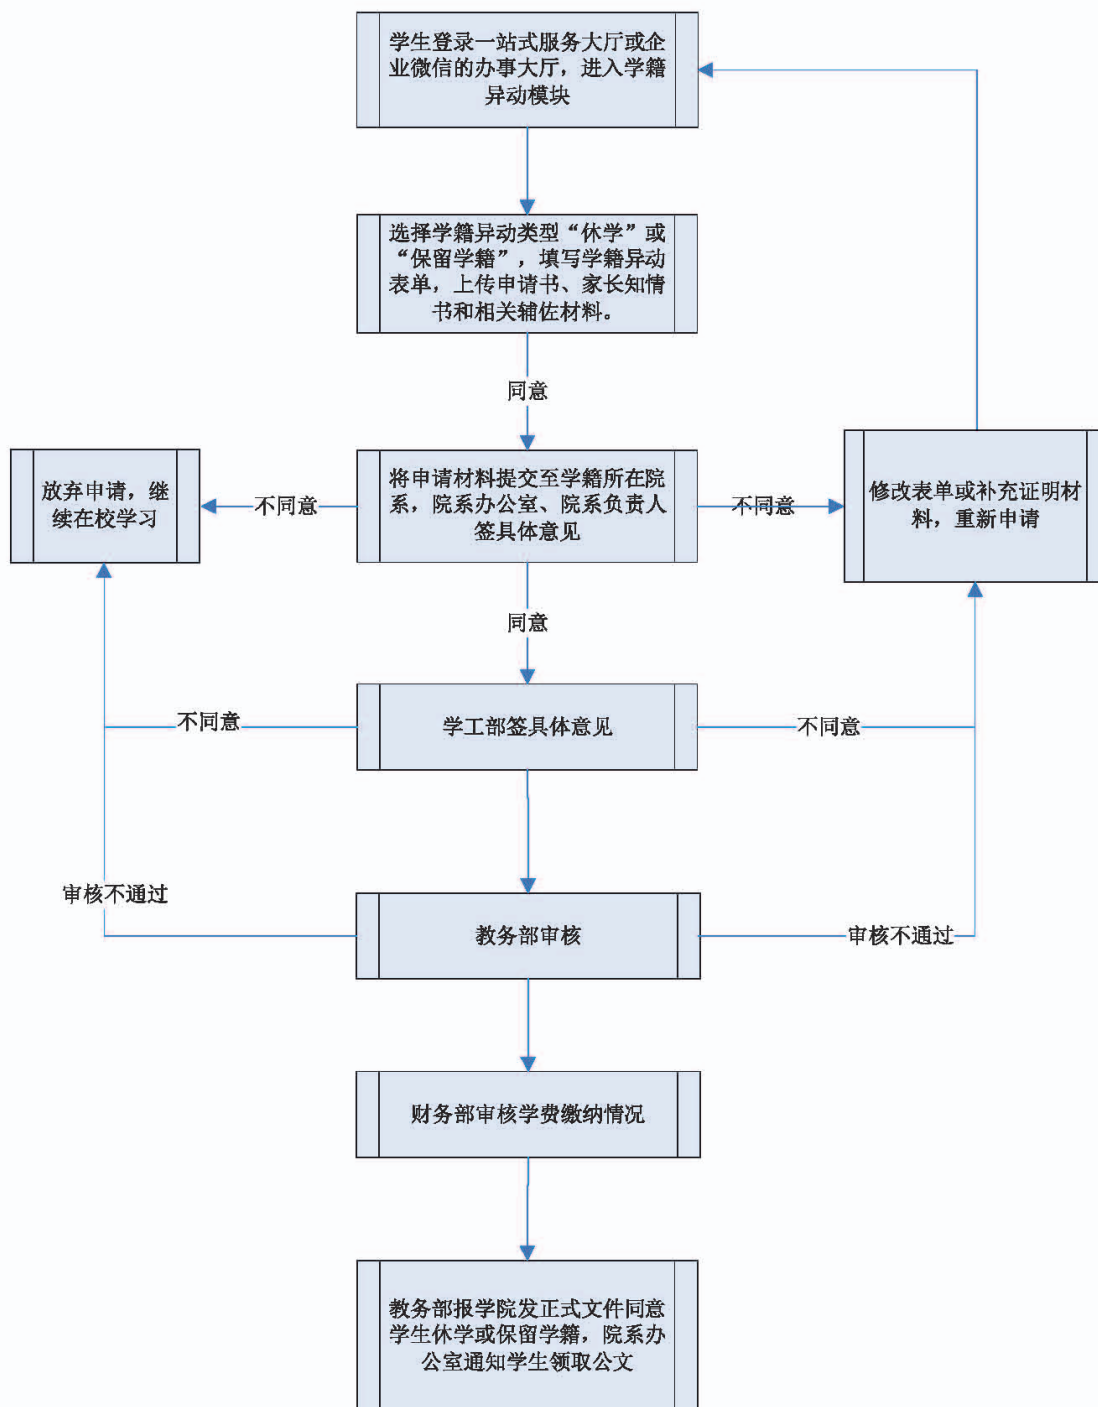 学生登录一站式服务大厅或企
业微信的办事大厅，进入学籍
异动模块
选择学籍异动类型“休学”或
“保留学籍”，填写学籍异动
表单，上传申请书、家长知情
书和相关辅佐材料。
同意
放弃申请，继
续在校学习
不同意
将申请材料提交至学籍所在院
系，院系办公室、院系负责人
签具体意见
不同意
修改表单或补充证明材
料，重新申请
同意
不同意
学工部签具体意见
不同意
审核不通过
教务部审核
审核不通过
财务部审核学费缴纳情况
教务部报学院发正式文件同意
学生休学或保留学籍，院系办
公室通知学生领取公文